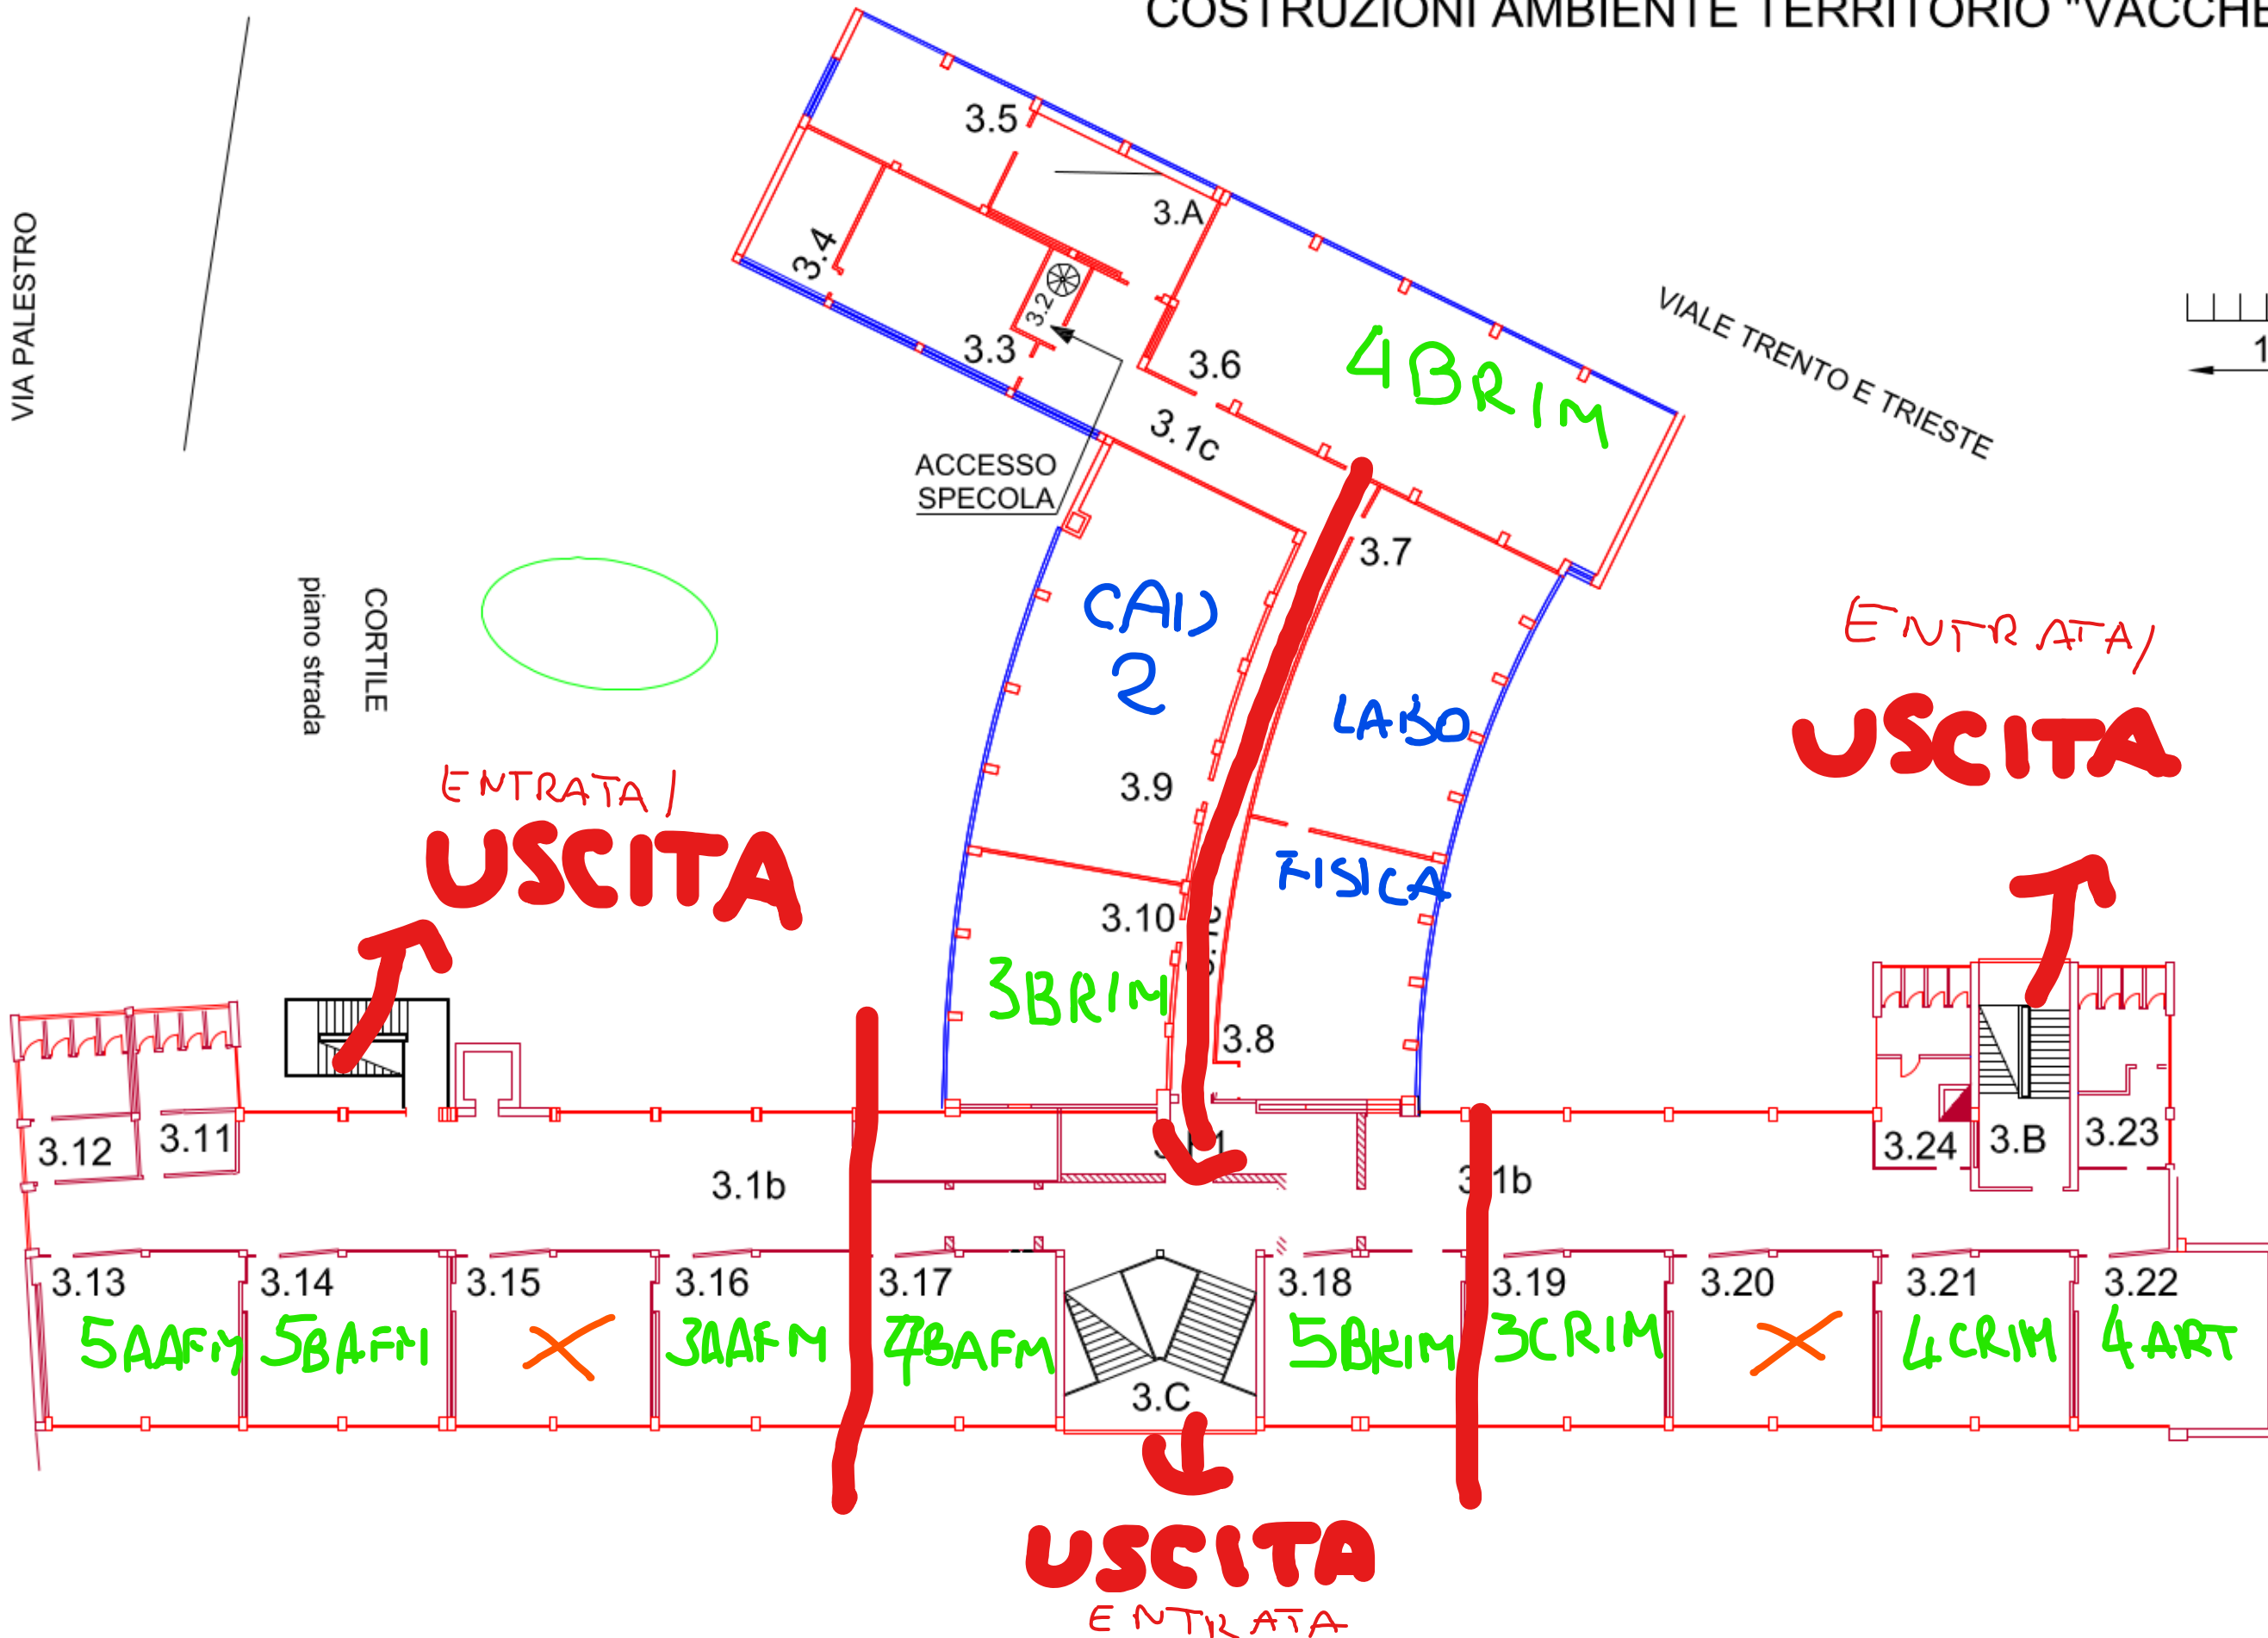 COSTRUZIONI AMBIENTE TERRITORIO "VACCHE
3.5
3.A
3.4
3.2
3.3
3.6
4BRIM
3.1c
VIA PALESTRO
VIALE TRENTO E TRIESTE
1
ACCESSO
SPECOLA
3.7
CORTILE
piano strada
CAD
2
LABO
FISICA
3.9
3.10
3BRIM
3.8
ENTRATA/
USCITA
ENTRATA/
USCITA
3.12
3.11
3.1b
3.1b
3.24
3.B
3.23
3.13
3.14
3.15
3.16
3.17
3.18
3.19
3.20
3.21
3.22
5AAFM
5BAFM
3AAFM
4BAFM
5BRIM
3CRIM
4CRIM
4ART
3.C
USCITA
ENTRATA